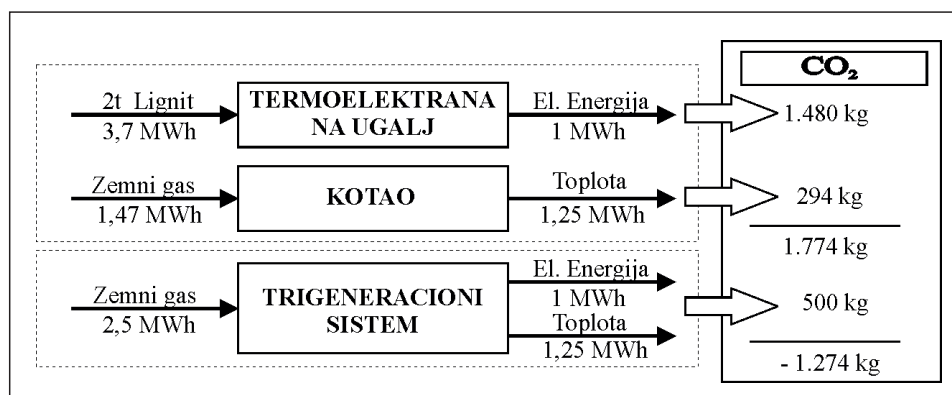 CO₂
2t Lignit
3,7 MWh
TERMOELEKTRANA
NA UGALJ
El. Energija
1 MWh
1.480 kg
Zemni gas
1,47 MWh
KOTAO
Toplota
1,25 MWh
294 kg
1.774 kg
Zemni gas
2,5 MWh
TRIGENERACIONI
SISTEM
El. Energija
1 MWh
Toplota
1,25 MWh
500 kg
- 1.274 kg